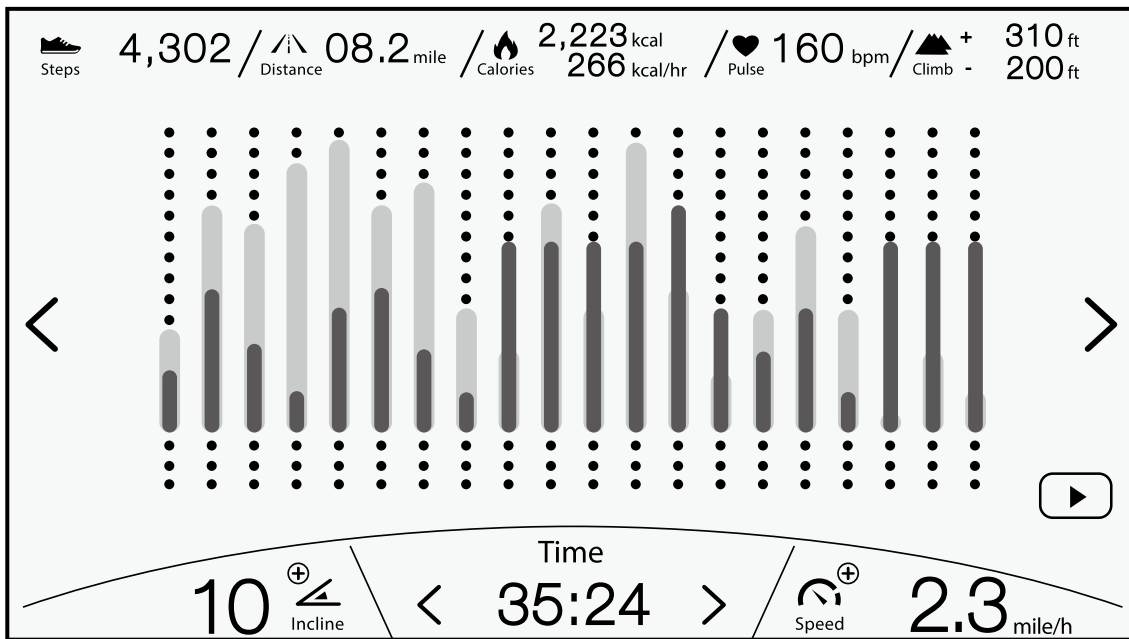 Steps 4,302
Distance 08.2 mile
Calories 2,223 kcal
266 kcal/hr
Pulse 160 bpm
Climb + 310 ft
- 200 ft
Time
10 Incline
35:24
Speed 2.3 mile/h